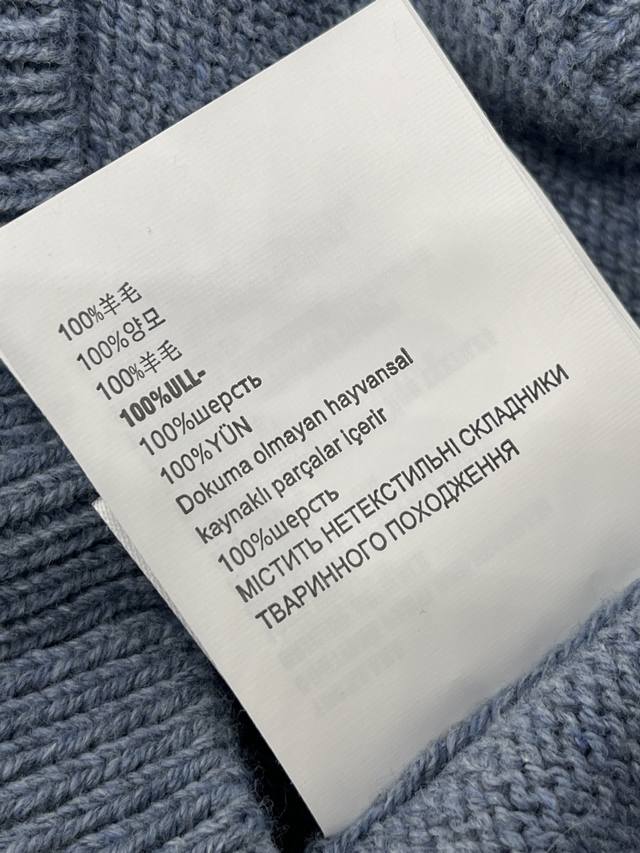 100%羊毛
100%양모
100%羊毛
100%ULL-
100%шерсть
100%YÜN
Dokuma olmayan hayvansal
kaynaklı parçalar içerir
100%шерсть
МІСТИТЬ НЕТЕКСТИЛЬНІ СКЛАДНИКИ
ТВАРИННОГО ПОХОДЖЕННЯ